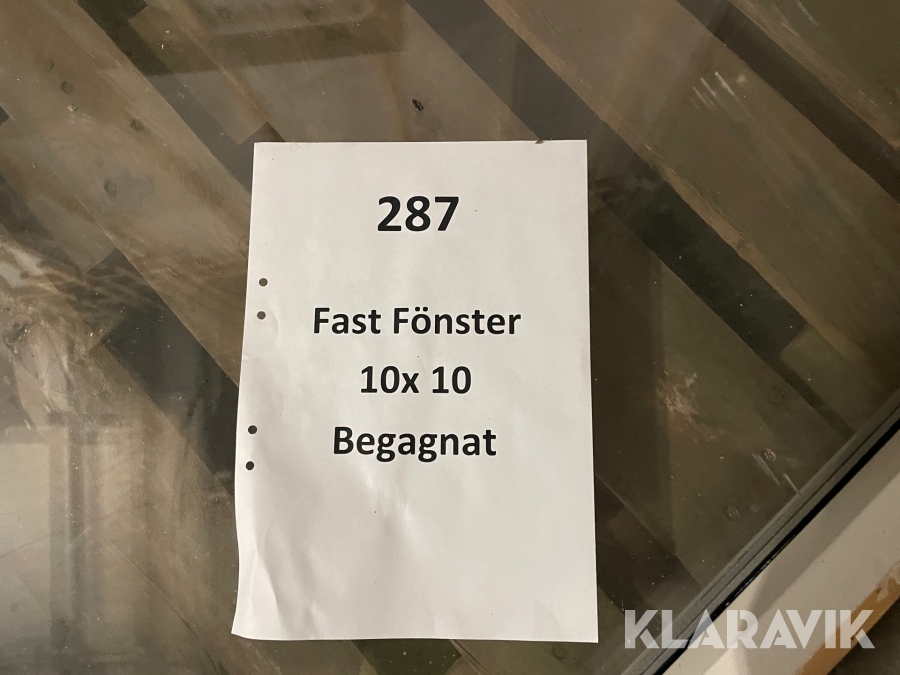 287
Fast Fönster
10x 10
Begagnat
KLARAVIK